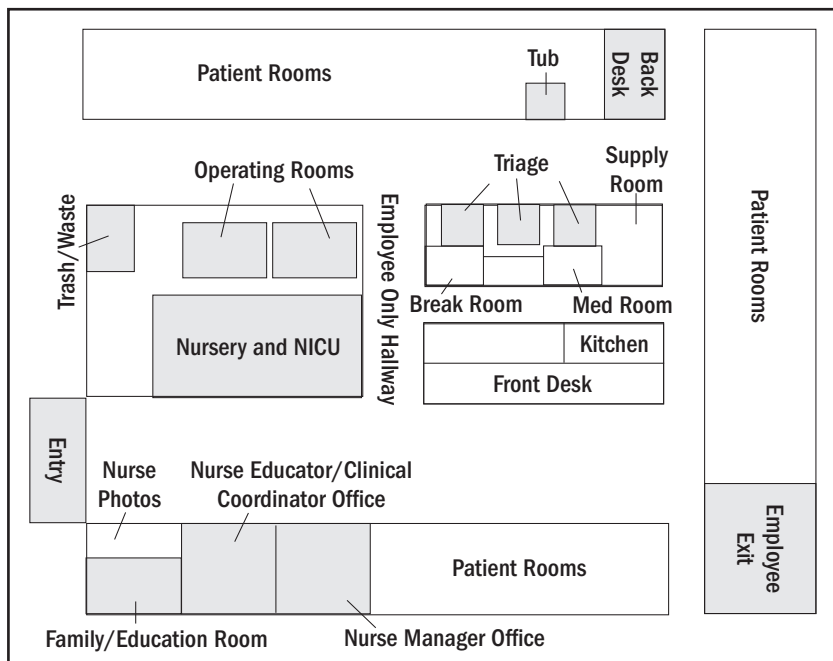 Patient Rooms
Tub
Back
Desk
Operating Rooms
Triage
Supply
Room
Trash/Waste
Employee Only Hallway
Patient Rooms
Break Room
Med Room
Nursery and NICU
Kitchen
Front Desk
Entry
Nurse
Photos
Nurse Educator/Clinical
Coordinator Office
Patient Rooms
Employee
Exit
Family/Education Room
Nurse Manager Office